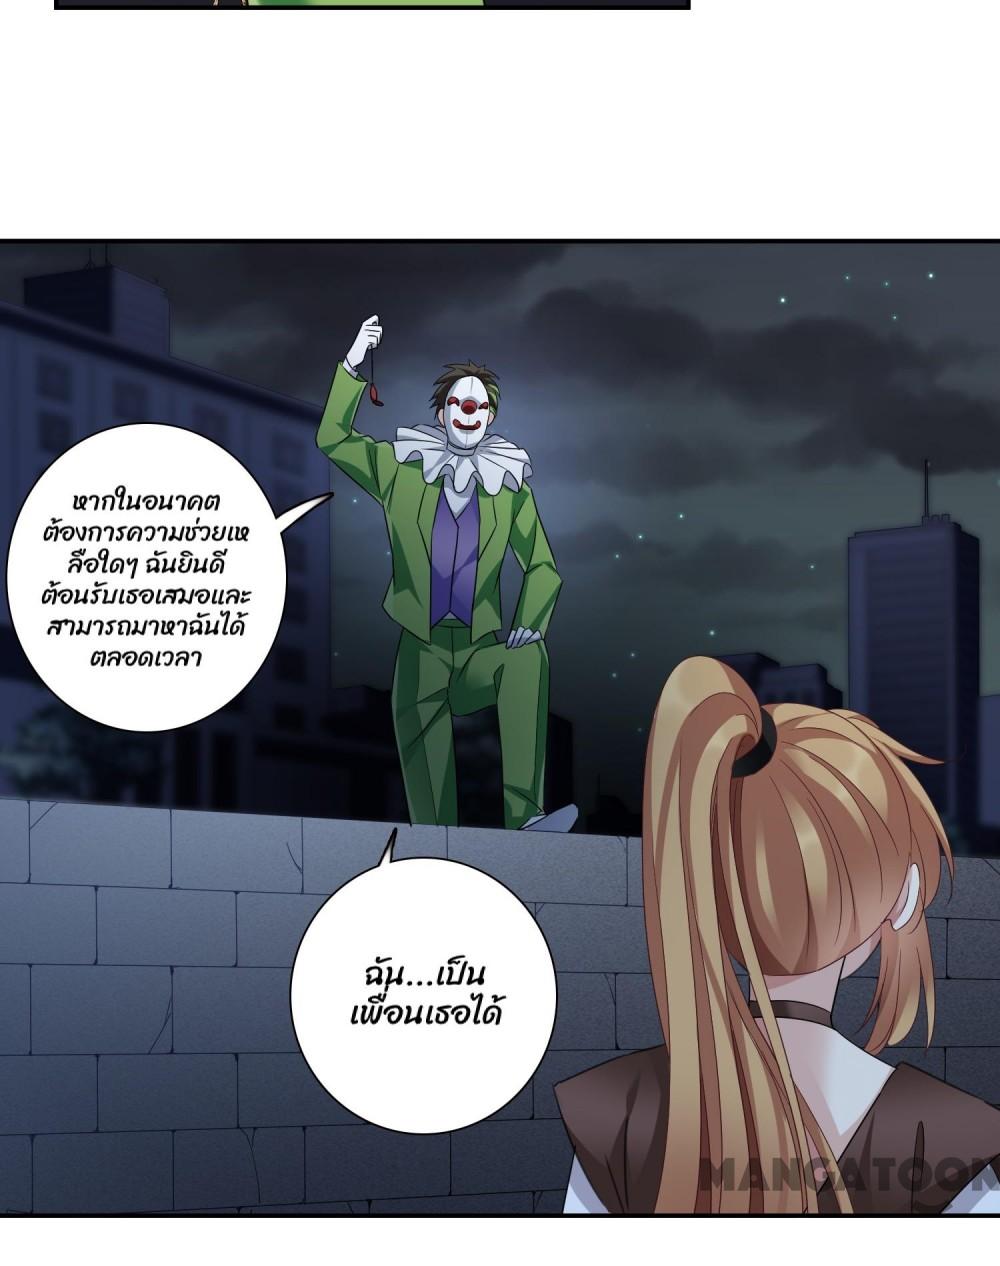 หากในอนาคต
ต้องการความช่วยเห
ลือใดๆ ฉันยินดี
ต้อนรับเธอเสมอและ
สามารถมาหาฉันได้
ตลอดเวลา
ฉัน...เป็น
เพื่อนเธอได้
MANGATOON